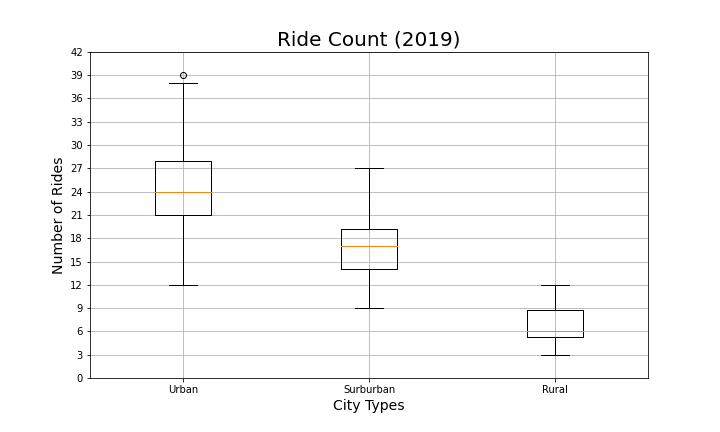 Ride Count (2019)
42
39
36
33
30
27
24
21
18
15
12
9
6
3
0
Number of Rides
Urban
Surburban
Rural
City Types